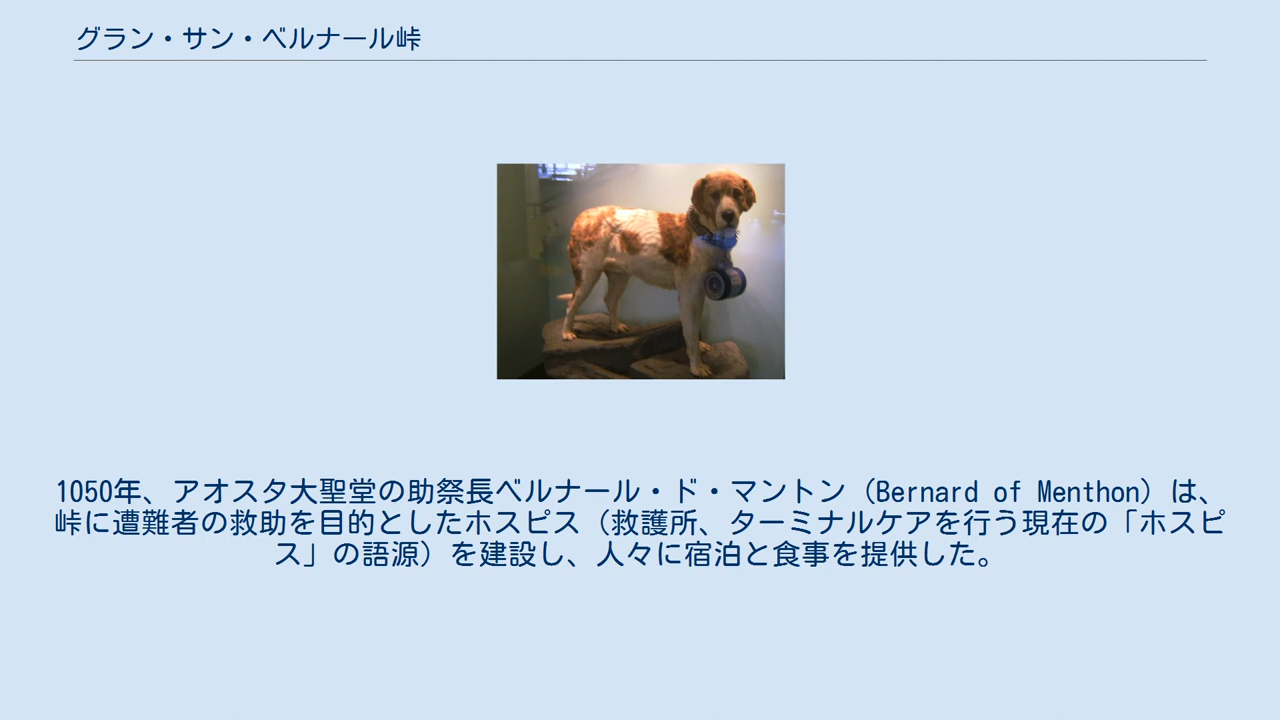 グラン・サン・ベルナール峠
1050年、アオスタ大聖堂の助祭長ベルナール・ド・マントン（Bernard of Menthon）は、
峠に遭難者の救助を目的としたホスピス（救護所、ターミナルケアを行う現在の「ホスピ
ス」の語源）を建設し、人々に宿泊と食事を提供した。